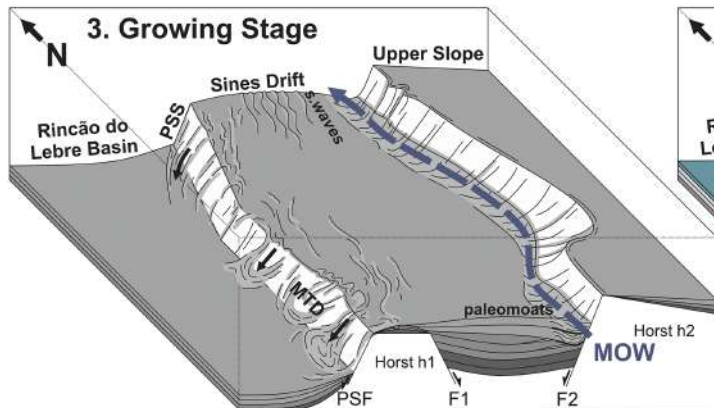 3. Growing Stage
N
Upper Slope
Sines Drift
s.waves
PSS
Rincão do
Lebre Basin
MTD
paleomoats
MOW
Horst h1
Horst h2
PSF
F1
F2